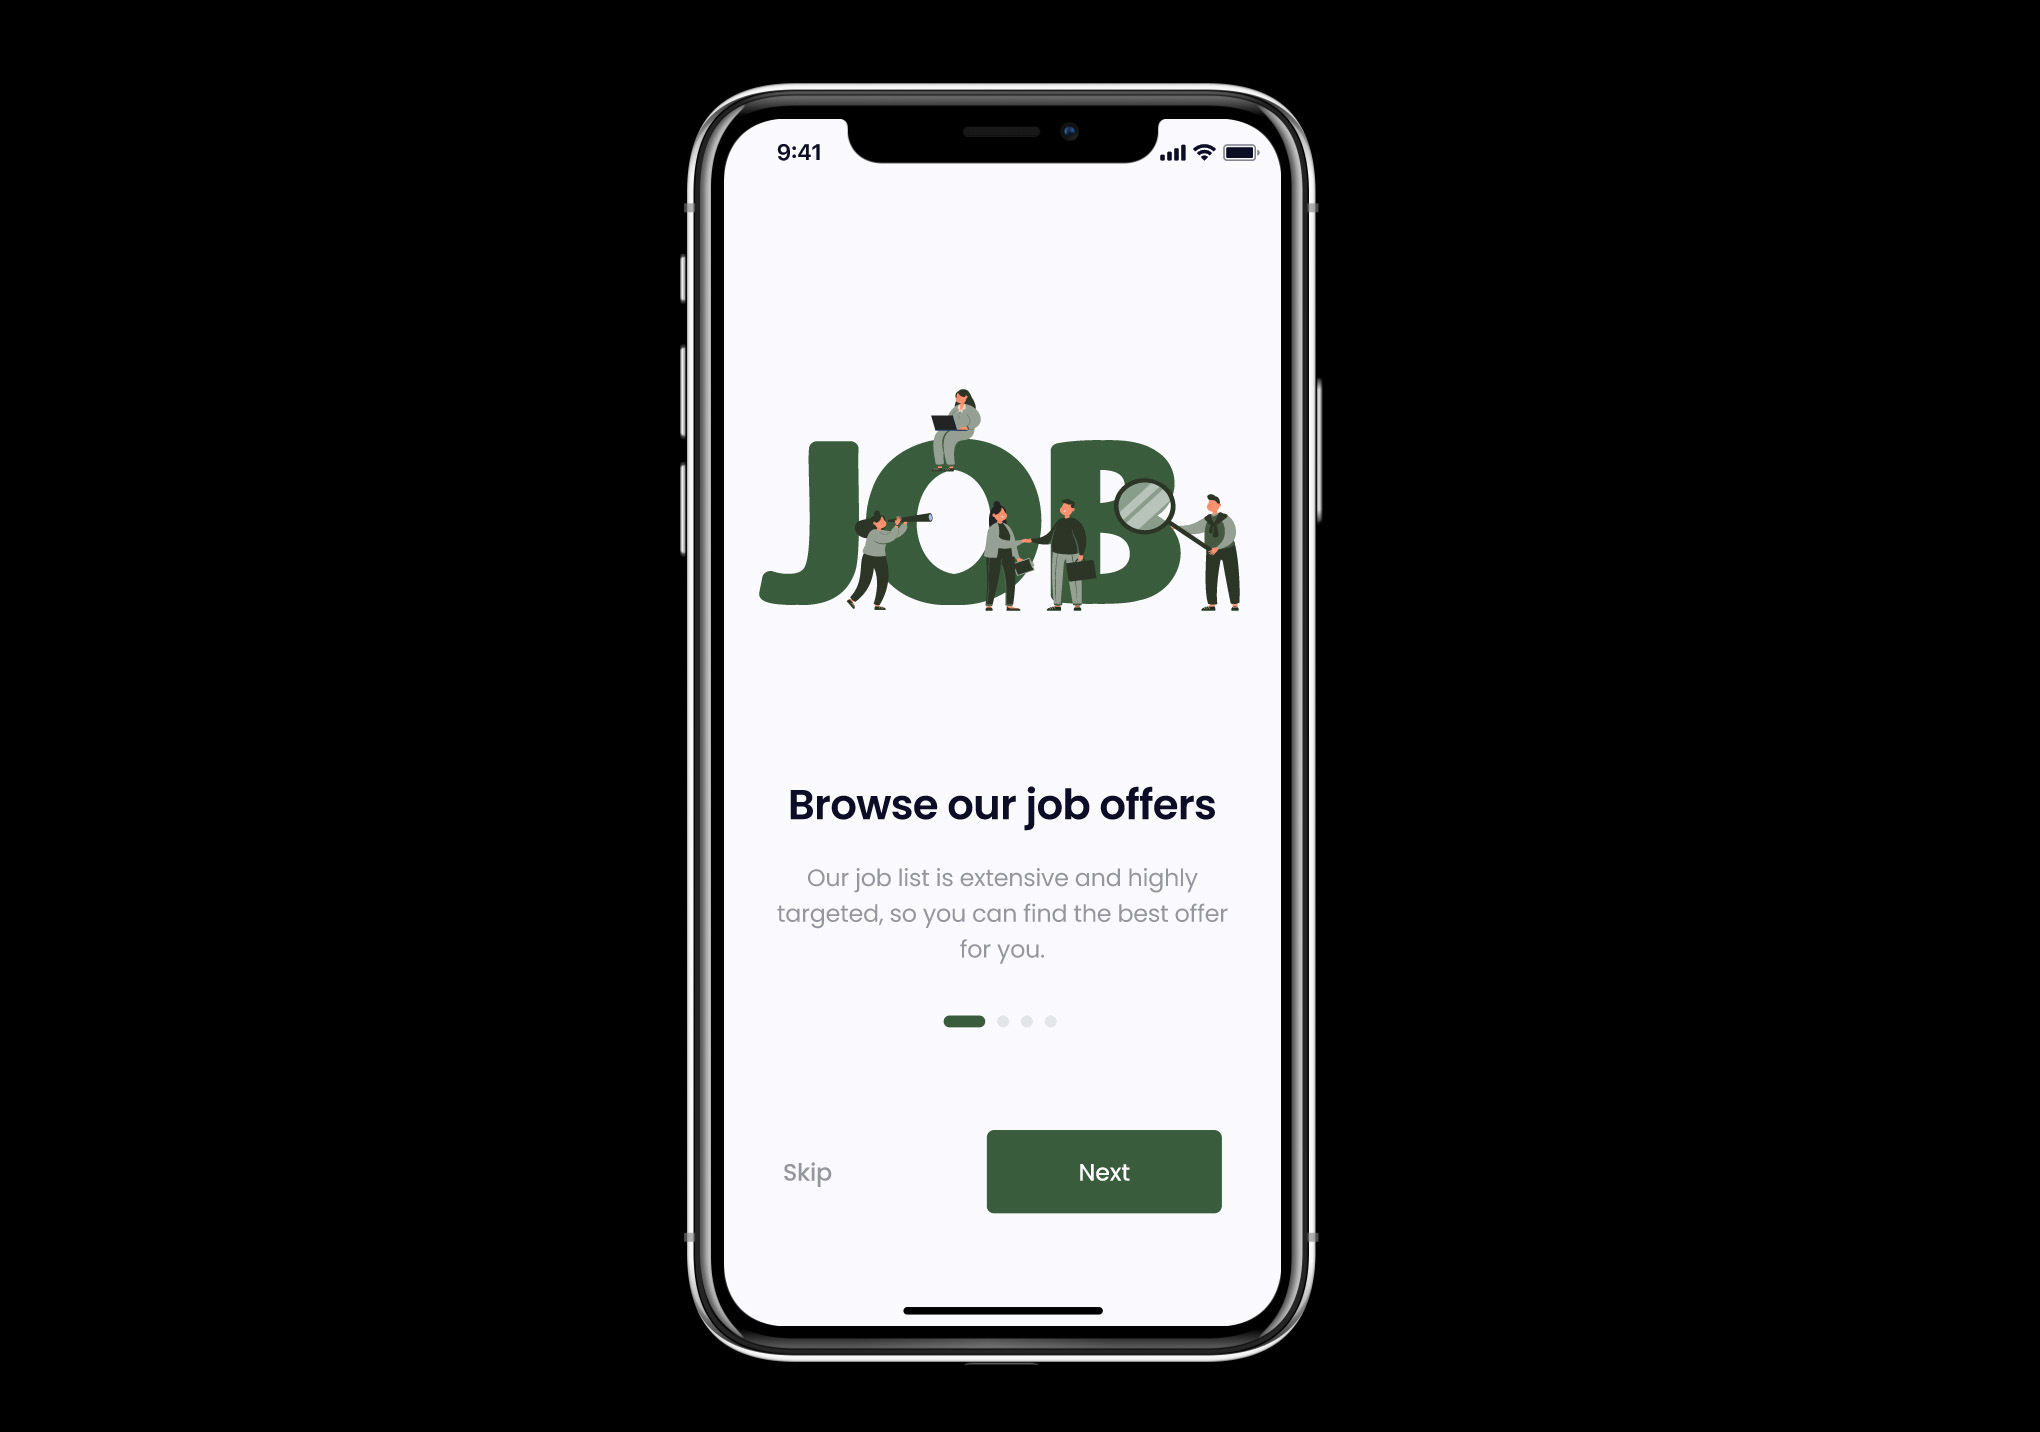 9:41
JOB
Browse our job offers
Our job list is extensive and highly
targeted, so you can find the best offer
for you.
Skip
Next